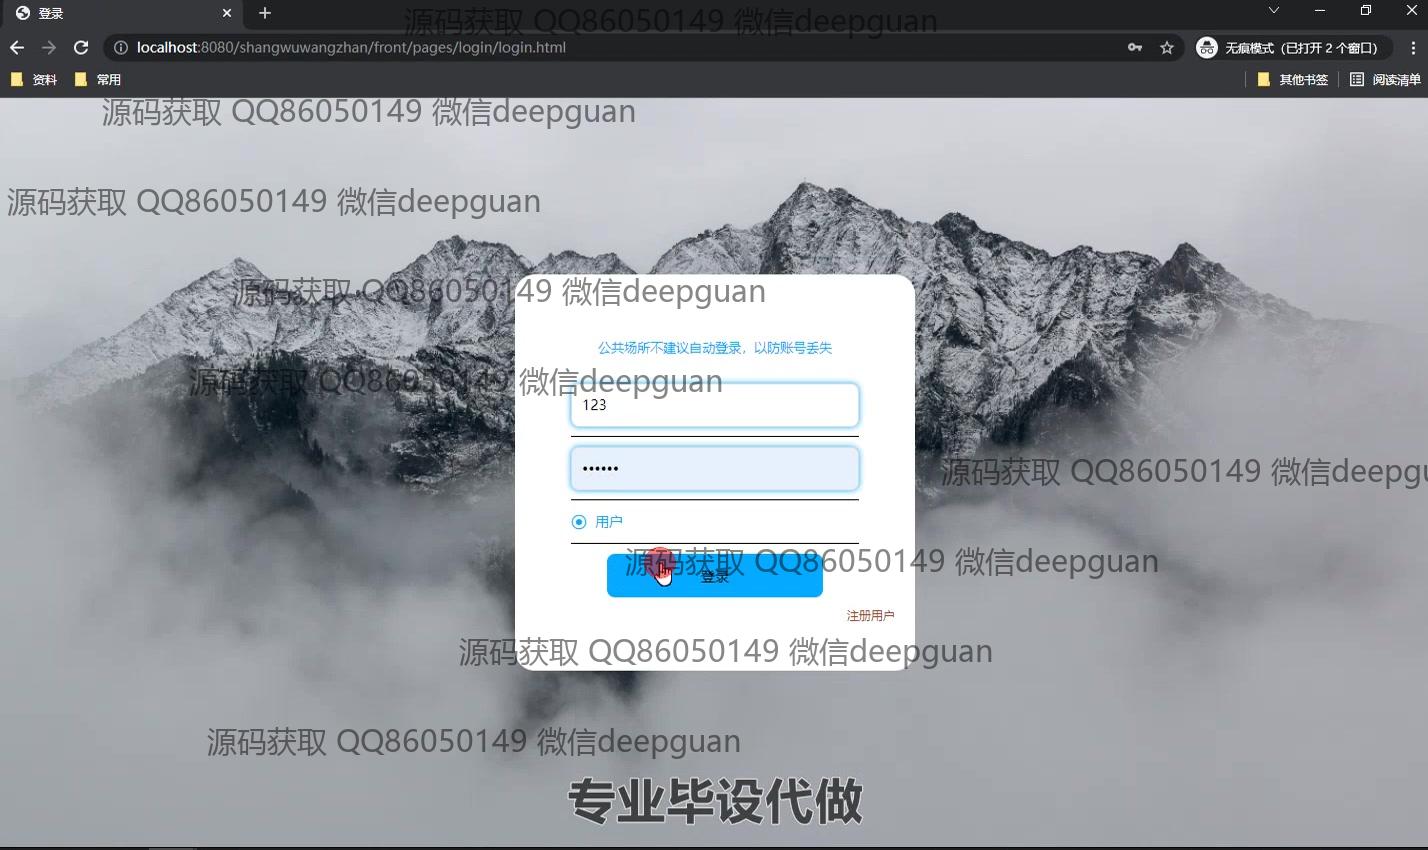 登录
源码获取 QQ86050149 微信deepguan
localhost:8080/shangwuwangzhan/front/pages/login/login.html
无痕模式（已打开 2 个窗口）
资料
常用
其他书签
阅读清单
源码获取 QQ86050149 微信deepguan
源码获取 QQ86050149 微信deepguan
源码获取 QQ86050149 微信deepguan
公共场所不建议自动登录，以防账号丢失
源码获取 QQ86050149 微信deepguan
123
••••••
源码获取 QQ86050149 微信deepgu
用户
源码获取 QQ86050149 微信deepguan
登录
注册用户
源码获取 QQ86050149 微信deepguan
源码获取 QQ86050149 微信deepguan
专业毕设代做